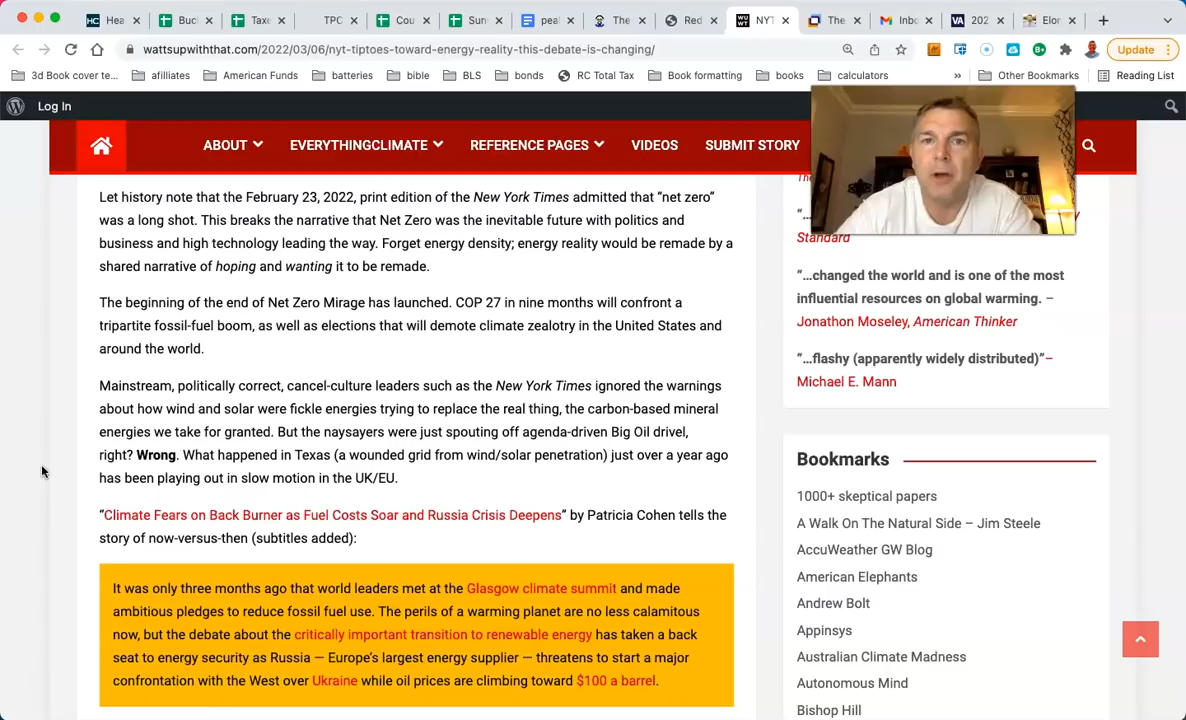 Hea
Buc
Taxe
TPC
Cou
Sun
peal
The
Red
NYT
The
Inbo
202
Elor
wattsupwiththat.com/2022/03/06/nyt-tiptoes-toward-energy-reality-this-debate-is-changing/
Update
3d Book cover te...
afilliates
American Funds
batteries
bible
BLS
bonds
RC Total Tax
Book formatting
books
calculators
»
Other Bookmarks
Reading List
Log In
ABOUT
EVERYTHINGCLIMATE
REFERENCE PAGES
VIDEOS
SUBMIT STORY
Let history note that the February 23, 2022, print edition of the New York Times admitted that “net zero”
was a long shot. This breaks the narrative that Net Zero was the inevitable future with politics and
business and high technology leading the way. Forget energy density; energy reality would be remade by a
shared narrative of hoping and wanting it to be remade.
The beginning of the end of Net Zero Mirage has launched. COP 27 in nine months will confront a
tripartite fossil-fuel boom, as well as elections that will demote climate zealotry in the United States and
around the world.
Mainstream, politically correct, cancel-culture leaders such as the New York Times ignored the warnings
about how wind and solar were fickle energies trying to replace the real thing, the carbon-based mineral
energies we take for granted. But the naysayers were just spouting off agenda-driven Big Oil drivel,
right? Wrong. What happened in Texas (a wounded grid from wind/solar penetration) just over a year ago
has been playing out in slow motion in the UK/EU.
“Climate Fears on Back Burner as Fuel Costs Soar and Russia Crisis Deepens” by Patricia Cohen tells the
story of now-versus-then (subtitles added):
It was only three months ago that world leaders met at the Glasgow climate summit and made
ambitious pledges to reduce fossil fuel use. The perils of a warming planet are no less calamitous
now, but the debate about the critically important transition to renewable energy has taken a back
seat to energy security as Russia — Europe’s largest energy supplier — threatens to start a major
confrontation with the West over Ukraine while oil prices are climbing toward $100 a barrel.
“...
Standard
“...changed the world and is one of the most
influential resources on global warming. –
Jonathon Moseley, American Thinker
“...flashy (apparently widely distributed)”–
Michael E. Mann
Bookmarks
1000+ skeptical papers
A Walk On The Natural Side – Jim Steele
AccuWeather GW Blog
American Elephants
Andrew Bolt
Appinsys
Australian Climate Madness
Autonomous Mind
Bishop Hill